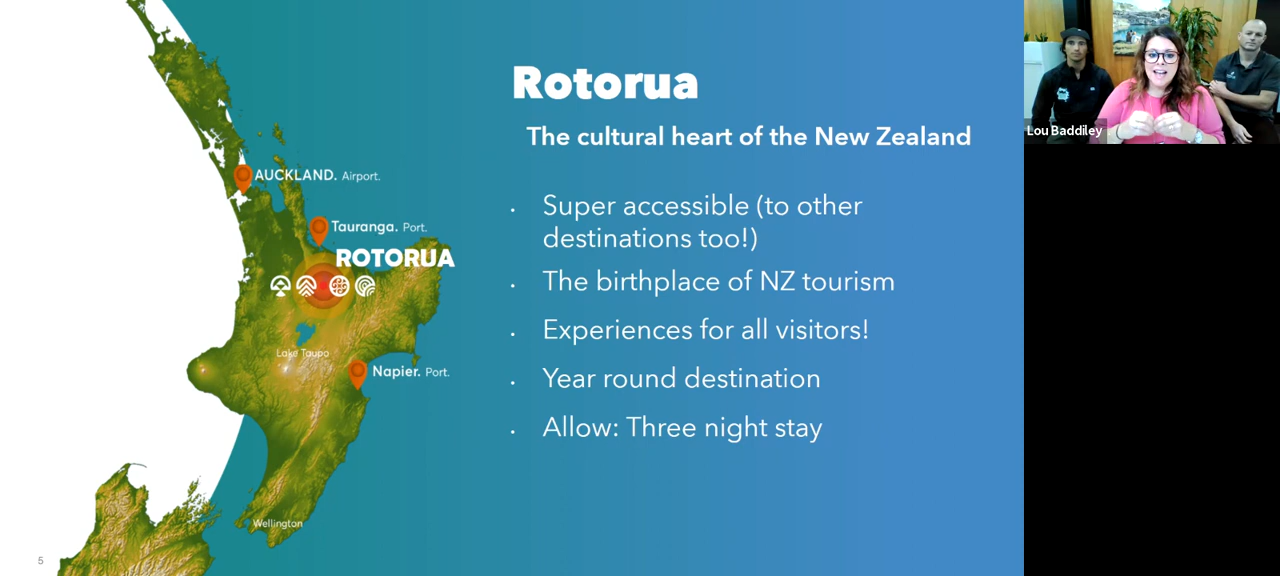 Rotorua
The cultural heart of the New Zealand
Super accessible (to other
destinations too!)
The birthplace of NZ tourism
Experiences for all visitors!
Year round destination
Allow: Three night stay
AUCKLAND. Airport.
Tauranga. Port.
ROTORUA
Lake Taupo
Napier. Port.
Wellington
5
Lou Baddiley